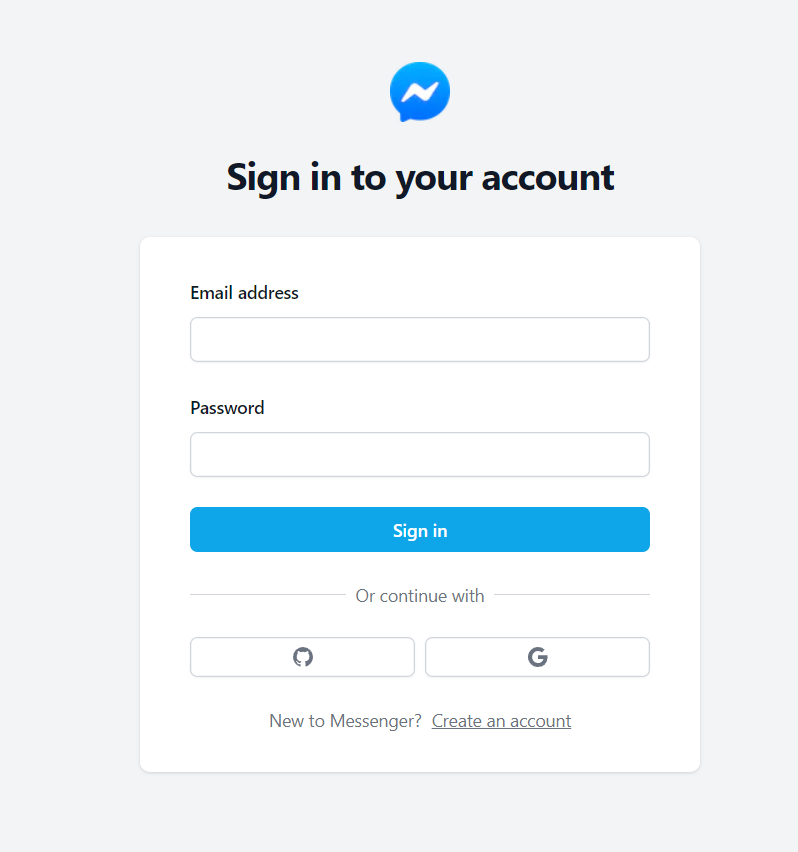 Sign in to your account
Email address
Password
Sign in
Or continue with
New to Messenger? Create an account